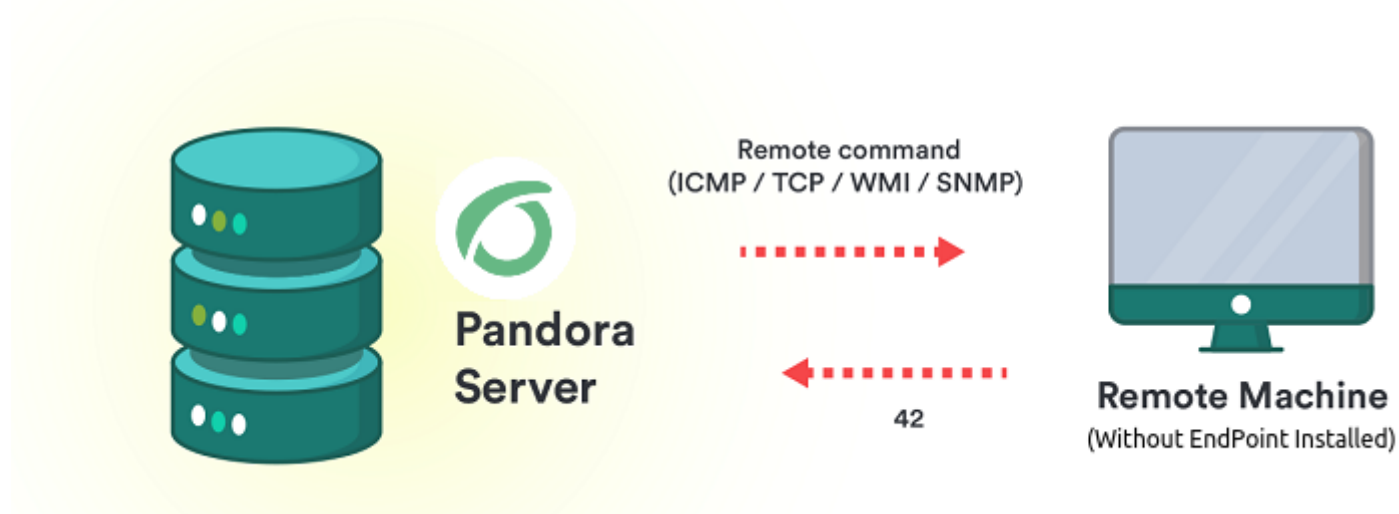 Remote command
(ICMP / TCP / WMI / SNMP)
Pandora
Server
42
Remote Machine
(Without EndPoint Installed)